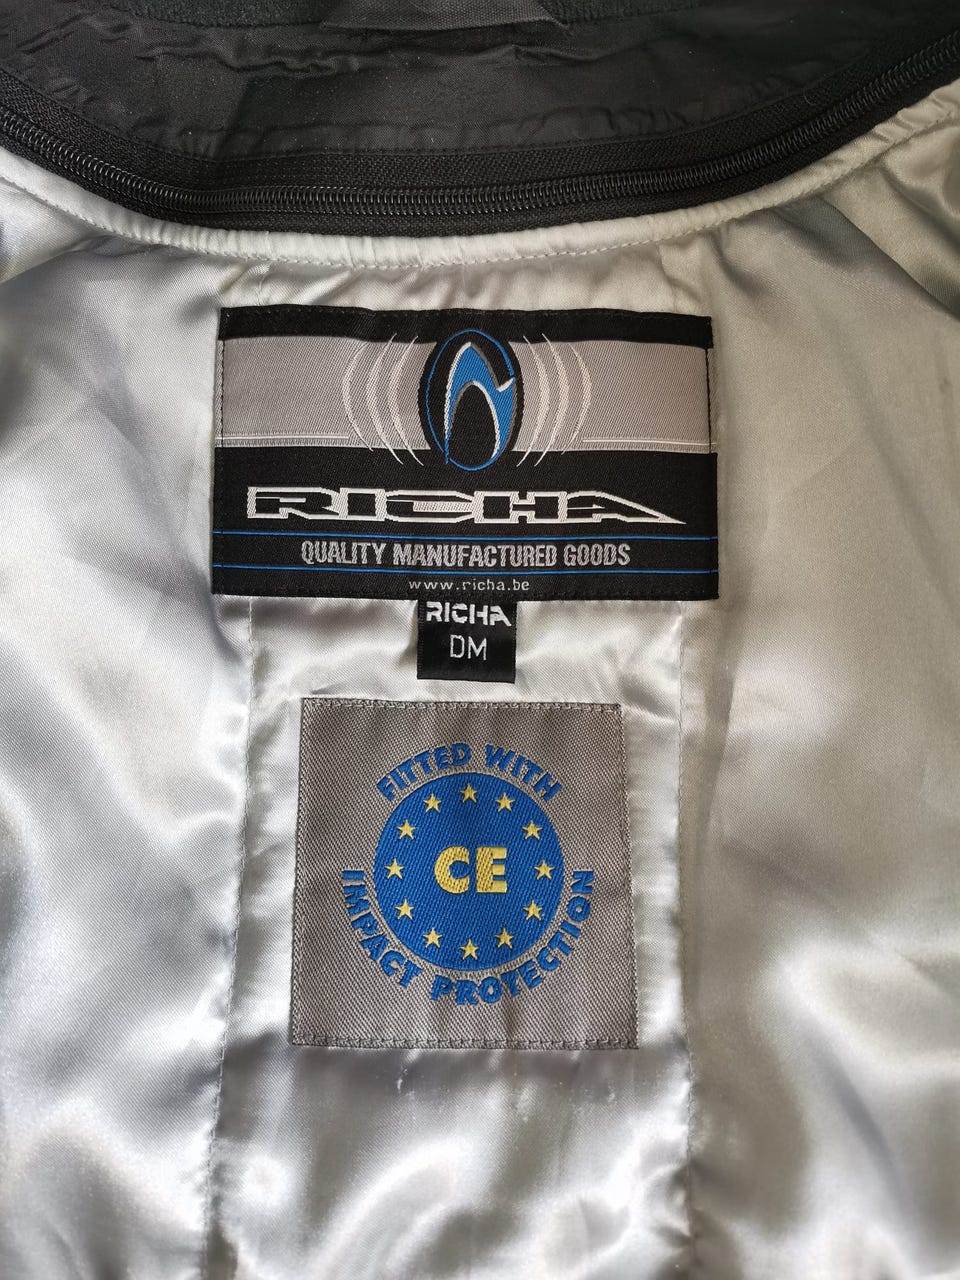 RICHA
QUALITY MANUFACTURED GOODS
www.richa.be
RICHA
DM
FITTED WITH
CE
IMPACT PROTECTION